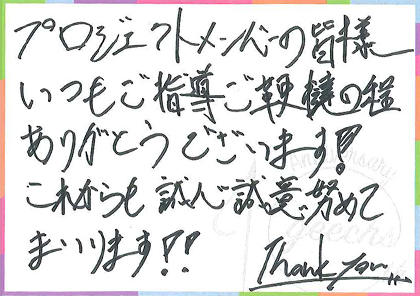 プロジェクトメンバーの皆様
いつもご指導ご鞭撻の程
ありがとうございます!!
これからも誠心誠意努めて
まいります!!
Thank you
Anniversary
geechs